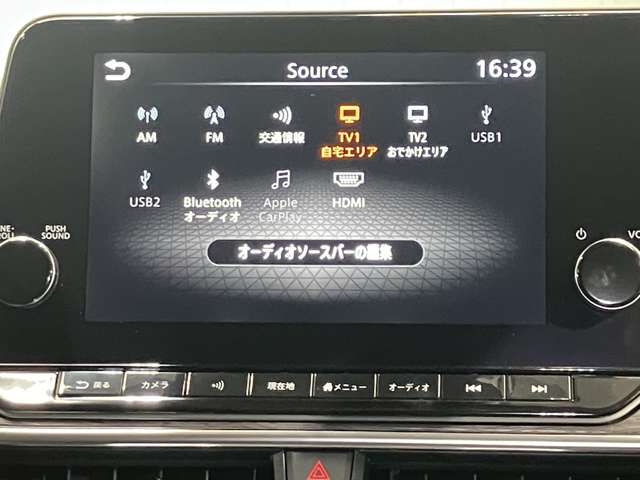 Source
16:39
AM
FM
交通情報
TV1
自宅エリア
TV2
おでかけエリア
USB1
USB2
Bluetooth
オーディオ
Apple
CarPlay
HDMI
オーディオソースバーの編集
PUSH
SOUND
戻る
カメラ
現在地
メニュー
オーディオ